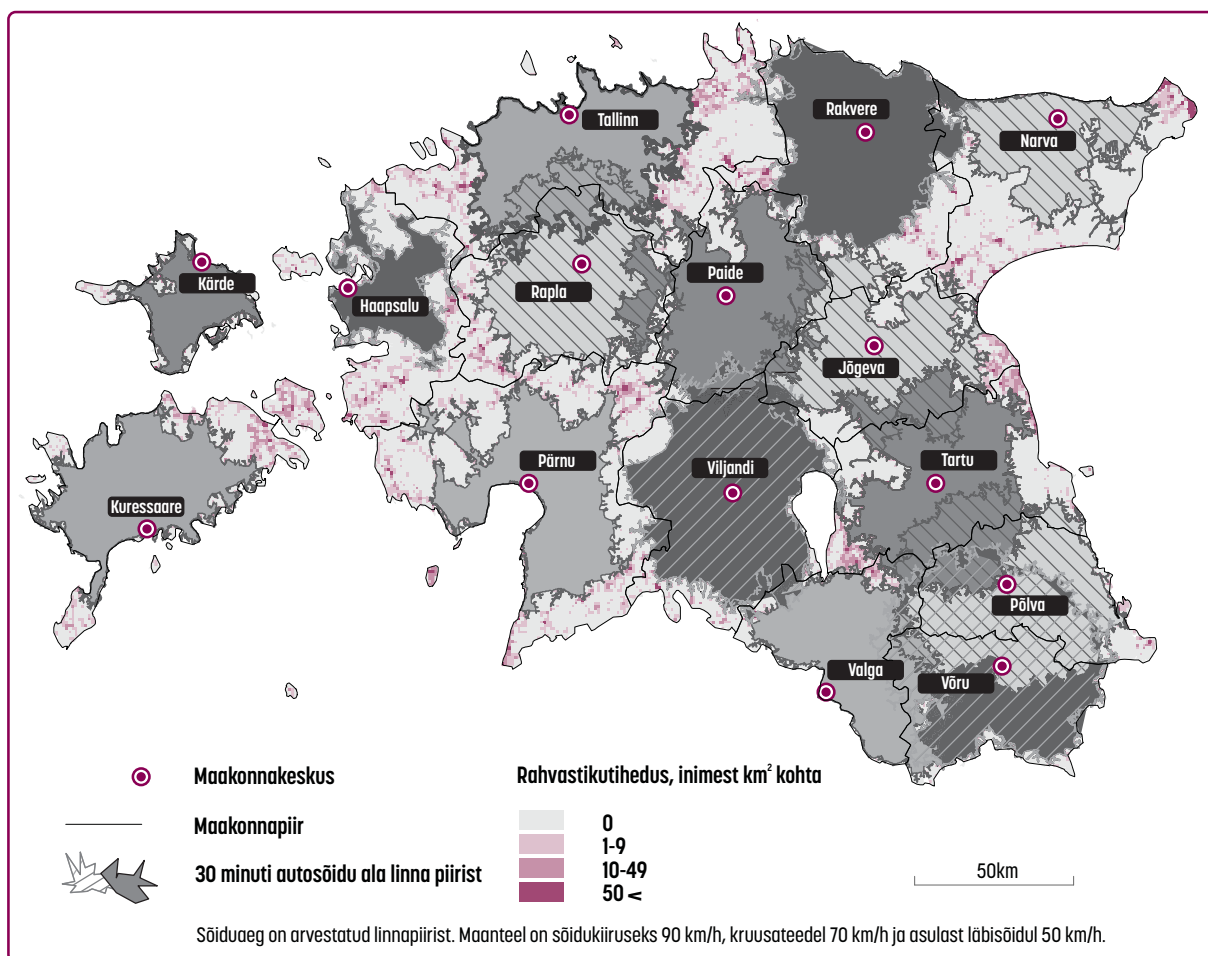 Tallinn
Rakvere
Narva
Kärde
Haapsalu
Rapla
Paide
Jõgeva
Kuressaare
Pärnu
Viljandi
Tartu
Põlva
Valga
Võru
Maakonnakeskus
Maakonnapiir
30 minuti autosõidu ala linna piirist
Rahvastikutihedus, inimest km² kohta
0
1-9
10-49
50 <
50km
Sõiduaeg on arvestatud linnapiirist. Maanteel on sõidukiiruseks 90 km/h, kruusateedel 70 km/h ja asulast läbisõidul 50 km/h.